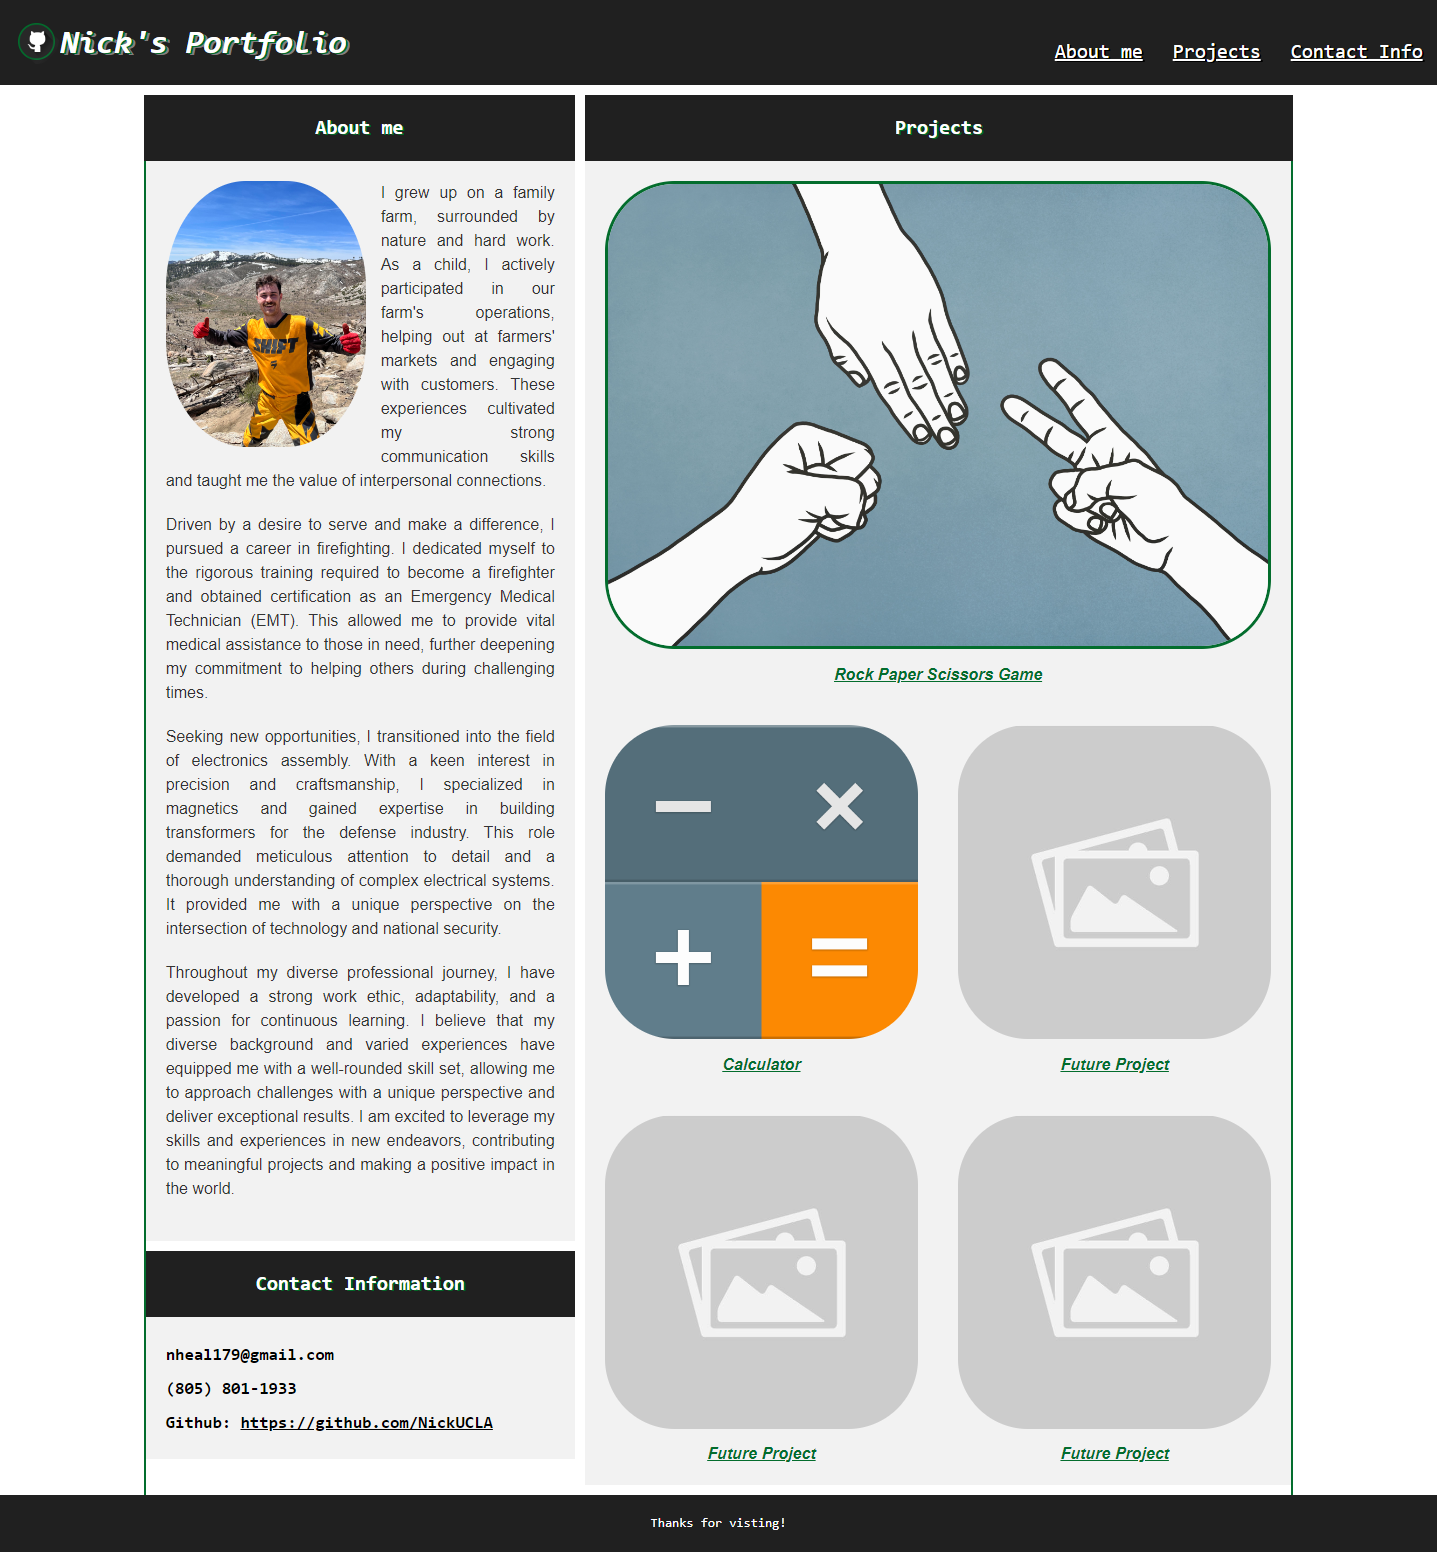 Nick's Portfolio
About me Projects Contact Info
About me
SHIFT
I grew up on a family
farm, surrounded by
nature and hard work.
As a child, I actively
participated in our
farm's operations,
helping out at farmers'
markets and engaging
with customers. These
experiences cultivated
my strong
communication skills
and taught me the value of interpersonal connections.
Driven by a desire to serve and make a difference, I
pursued a career in firefighting. I dedicated myself to
the rigorous training required to become a firefighter
and obtained certification as an Emergency Medical
Technician (EMT). This allowed me to provide vital
medical assistance to those in need, further deepening
my commitment to helping others during challenging
times.
Seeking new opportunities, I transitioned into the field
of electronics assembly. With a keen interest in
precision and craftsmanship, I specialized in
magnetics and gained expertise in building
transformers for the defense industry. This role
demanded meticulous attention to detail and a
thorough understanding of complex electrical systems.
It provided me with a unique perspective on the
intersection of technology and national security.
Throughout my diverse professional journey, I have
developed a strong work ethic, adaptability, and a
passion for continuous learning. I believe that my
diverse background and varied experiences have
equipped me with a well-rounded skill set, allowing me
to approach challenges with a unique perspective and
deliver exceptional results. I am excited to leverage my
skills and experiences in new endeavors, contributing
to meaningful projects and making a positive impact in
the world.
Contact Information
nheal179@gmail.com
(805) 801-1933
Github: https://github.com/NickUCLA
Projects
Rock Paper Scissors Game
− ×
+ =
Calculator
Future Project
Future Project
Future Project
Thanks for visting!